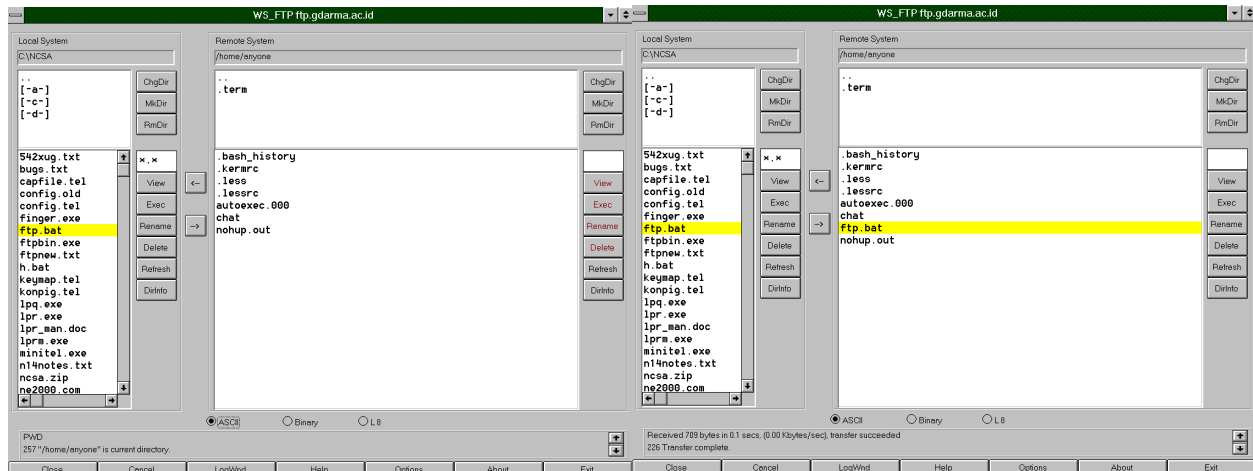 WS_FTP ftp.gdarma.ac.id
Local System
C:\NCSA
Remote System
/home/anyone
..
[-a-]
[-c-]
[-d-]
ChgDir
MkDir
RmDir
..
.term
ChgDir
MkDir
RmDir
542xug.txt
bugs.txt
capfile.tel
config.old
config.tel
finger.exe
ftp.bat
ftpbin.exe
ftpnew.txt
h.bat
keymap.tel
konpig.tel
lpq.exe
lpr.exe
lpr_man.doc
lprm.exe
minitel.exe
n14notes.txt
ncsa.zip
ne2000.com
*.*
View
Exec
Rename
Delete
Refresh
DirInfo
<--
-->
.bash_history
.kermrc
.less
.lessrc
autoexec.000
chat
nohup.out
View
Exec
Rename
Delete
Refresh
DirInfo
ASCII Binary L8
PWD
257 "/home/anyone" is current directory.
Close Cancel LogWnd Help Options About Exit
WS_FTP ftp.gdarma.ac.id
Local System
C:\NCSA
Remote System
/home/anyone
..
[-a-]
[-c-]
[-d-]
ChgDir
MkDir
RmDir
..
.term
ChgDir
MkDir
RmDir
542xug.txt
bugs.txt
capfile.tel
config.old
config.tel
finger.exe
ftp.bat
ftpbin.exe
ftpnew.txt
h.bat
keymap.tel
konpig.tel
lpq.exe
lpr.exe
lpr_man.doc
lprm.exe
minitel.exe
n14notes.txt
ncsa.zip
ne2000.com
*.*
View
Exec
Rename
Delete
Refresh
DirInfo
<--
-->
.bash_history
.kermrc
.less
.lessrc
autoexec.000
chat
ftp.bat
nohup.out
View
Exec
Rename
Delete
Refresh
DirInfo
ASCII Binary L8
Received 709 bytes in 0.1 secs, (0.00 Kbytes/sec), transfer succeeded
226 Transfer complete.
Close Cancel LogWnd Help Options About Exit